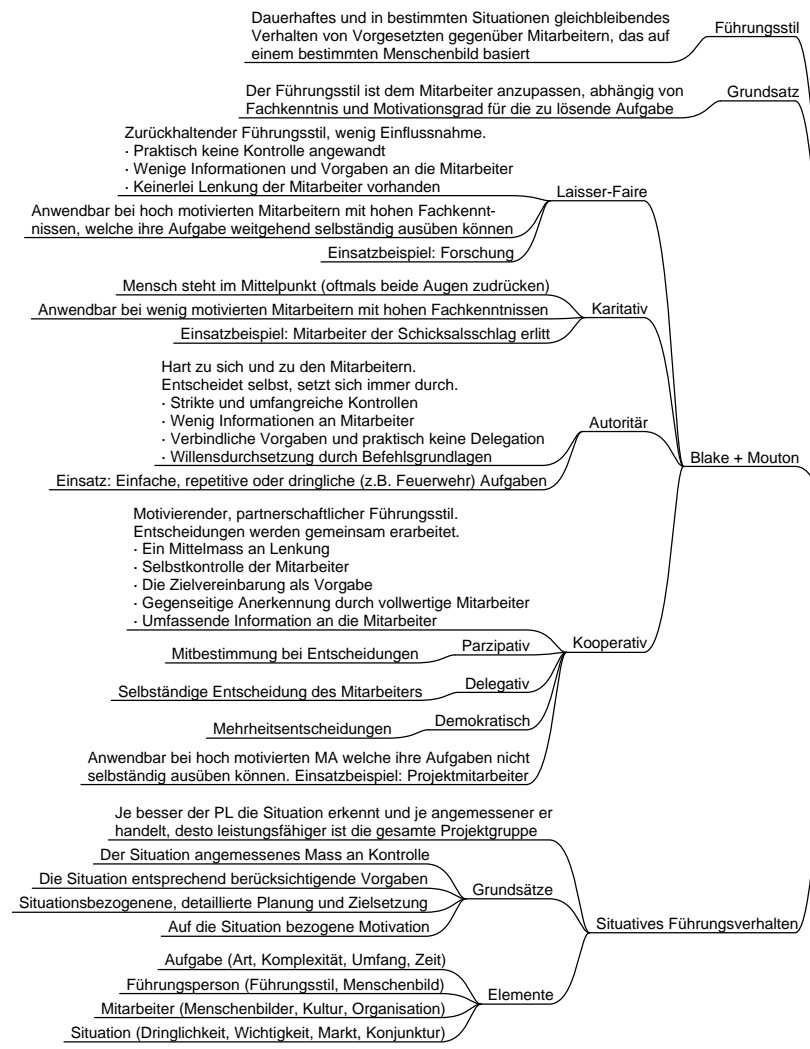 Dauerhaftes und in bestimmten Situationen gleichbleibendes
Verhalten von Vorgesetzten gegenüber Mitarbeitern, das auf
einem bestimmten Menschenbild basiert
Führungsstil
Der Führungsstil ist dem Mitarbeiter anzupassen, abhängig von
Fachkenntnis und Motivationsgrad für die zu lösende Aufgabe
Grundsatz
Zurückhaltender Führungsstil, wenig Einflussnahme.
· Praktisch keine Kontrolle angewandt
· Wenige Informationen und Vorgaben an die Mitarbeiter
· Keinerlei Lenkung der Mitarbeiter vorhanden
Laisser-Faire
Anwendbar bei hoch motivierten Mitarbeitern mit hohen Fachkennt-
nissen, welche ihre Aufgabe weitgehend selbständig ausüben können
Einsatzbeispiel: Forschung
Mensch steht im Mittelpunkt (oftmals beide Augen zudrücken)
Anwendbar bei wenig motivierten Mitarbeitern mit hohen Fachkenntnissen
Karitativ
Einsatzbeispiel: Mitarbeiter der Schicksalsschlag erlitt
Hart zu sich und zu den Mitarbeitern.
Entscheidet selbst, setzt sich immer durch.
· Strikte und umfangreiche Kontrollen
· Wenig Informationen an Mitarbeiter
· Verbindliche Vorgaben und praktisch keine Delegation
· Willensdurchsetzung durch Befehlsgrundlagen
Autoritär
Einsatz: Einfache, repetitive oder dringliche (z.B. Feuerwehr) Aufgaben
Blake + Mouton
Motivierender, partnerschaftlicher Führungsstil.
Entscheidungen werden gemeinsam erarbeitet.
· Ein Mittelmass an Lenkung
· Selbstkontrolle der Mitarbeiter
· Die Zielvereinbarung als Vorgabe
· Gegenseitige Anerkennung durch vollwertige Mitarbeiter
· Umfassende Information an die Mitarbeiter
Kooperativ
Mitbestimmung bei Entscheidungen
Parzipativ
Selbständige Entscheidung des Mitarbeiters
Delegativ
Mehrheitsentscheidungen
Demokratisch
Anwendbar bei hoch motivierten MA welche ihre Aufgaben nicht
selbständig ausüben können. Einsatzbeispiel: Projektmitarbeiter
Je besser der PL die Situation erkennt und je angemessener er
handelt, desto leistungsfähiger ist die gesamte Projektgruppe
Der Situation angemessenes Mass an Kontrolle
Die Situation entsprechend berücksichtigende Vorgaben
Grundsätze
Situationsbezogenene, detaillierte Planung und Zielsetzung
Auf die Situation bezogene Motivation
Situatives Führungsverhalten
Aufgabe (Art, Komplexität, Umfang, Zeit)
Führungsperson (Führungsstil, Menschenbild)
Elemente
Mitarbeiter (Menschenbilder, Kultur, Organisation)
Situation (Dringlichkeit, Wichtigkeit, Markt, Konjunktur)